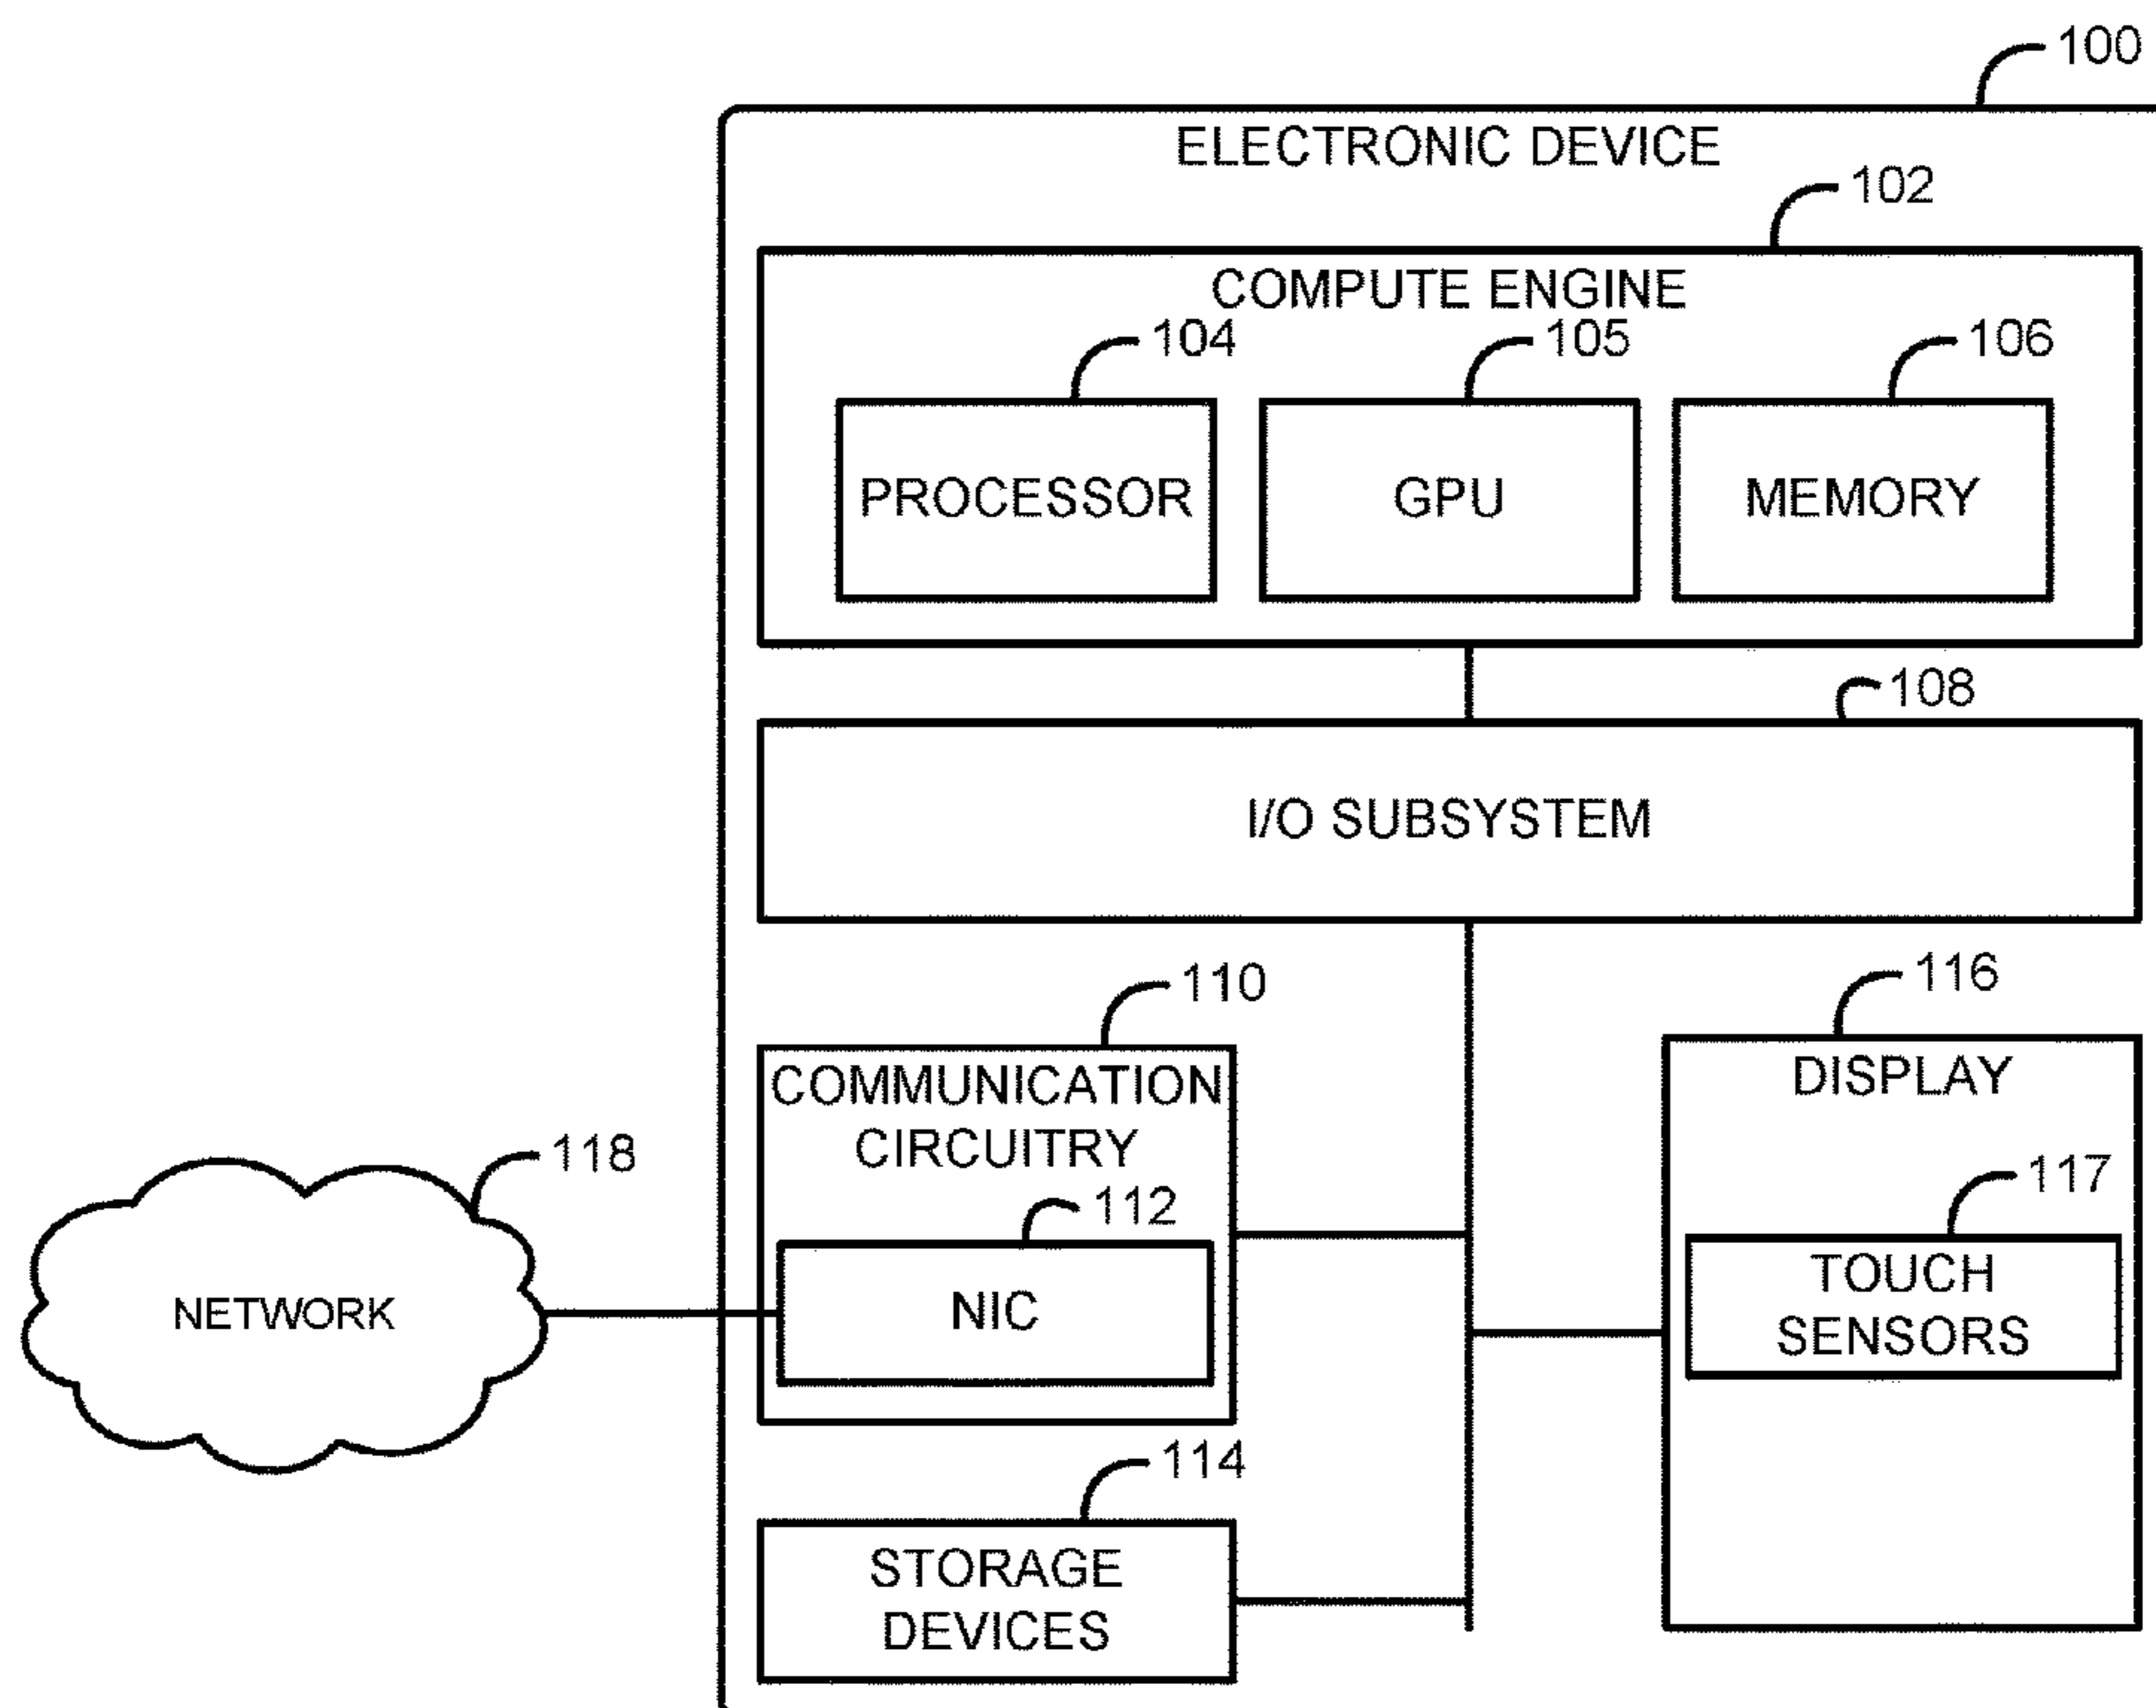 100
ELECTRONIC DEVICE
102
COMPUTE ENGINE
104
105
106
PROCESSOR
GPU
MEMORY
108
I/O SUBSYSTEM
110
116
COMMUNICATION
CIRCUITRY
DISPLAY
118
112
117
NETWORK
NIC
TOUCH
SENSORS
114
STORAGE
DEVICES